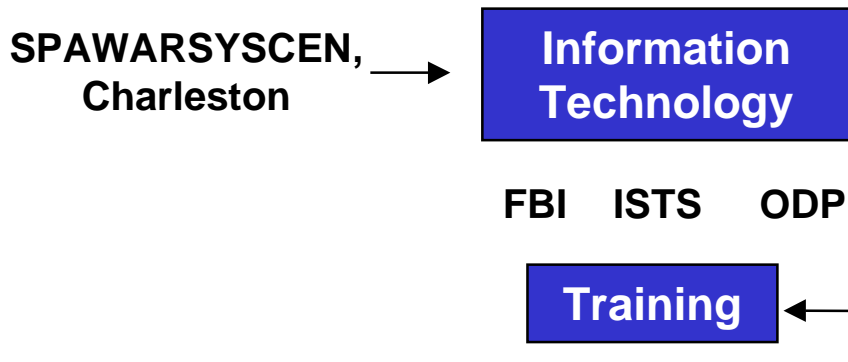 SPAWARSYSCEN,
Charleston
Information
Technology
FBI ISTS ODP
Training